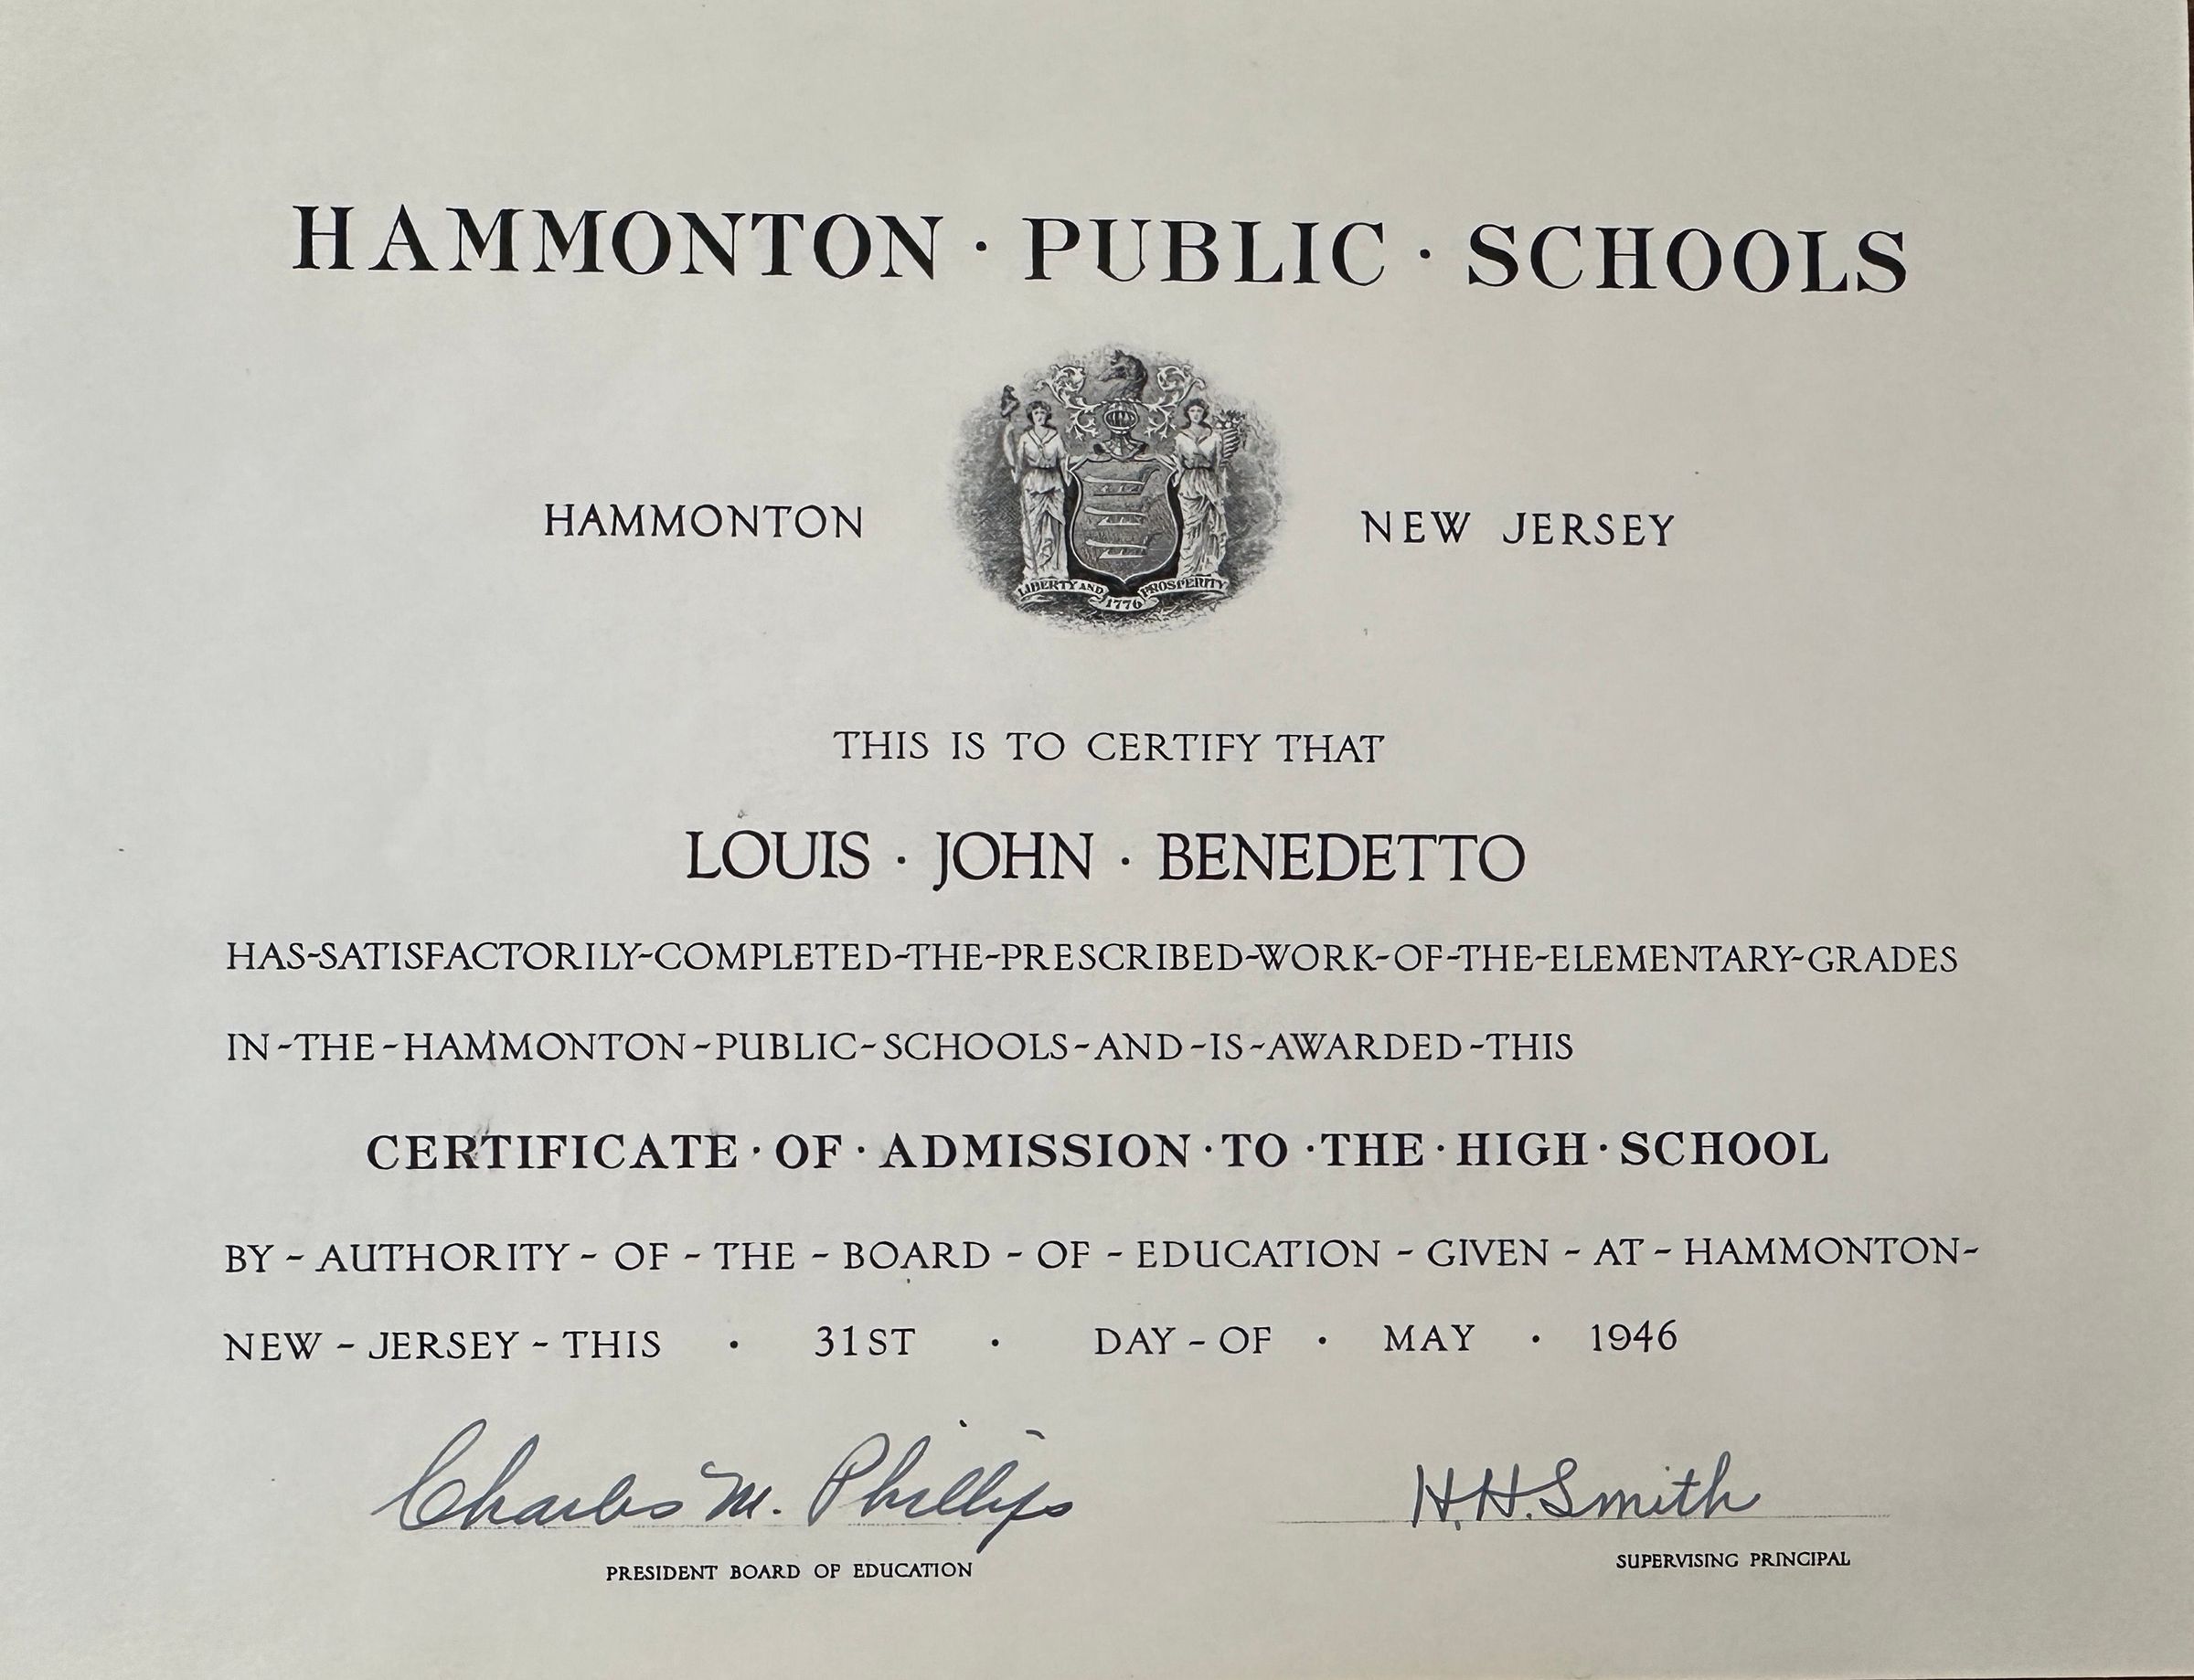 HAMMONTON · PUBLIC · SCHOOLS
HAMMONTON NEW JERSEY
LIBERTY AND PROSPERITY
1776
THIS IS TO CERTIFY THAT
LOUIS · JOHN · BENEDETTO
HAS-SATISFACTORILY-COMPLETED-THE-PRESCRIBED-WORK-OF-THE-ELEMENTARY-GRADES
IN-THE-HAMMONTON-PUBLIC-SCHOOLS-AND-IS-AWARDED-THIS
CERTIFICATE · OF · ADMISSION · TO · THE · HIGH · SCHOOL
BY - AUTHORITY - OF - THE - BOARD - OF - EDUCATION - GIVEN - AT - HAMMONTON-
NEW - JERSEY - THIS · 31ST · DAY - OF · MAY · 1946
Charles M. Phillips H.H. Smith
PRESIDENT BOARD OF EDUCATION SUPERVISING PRINCIPAL